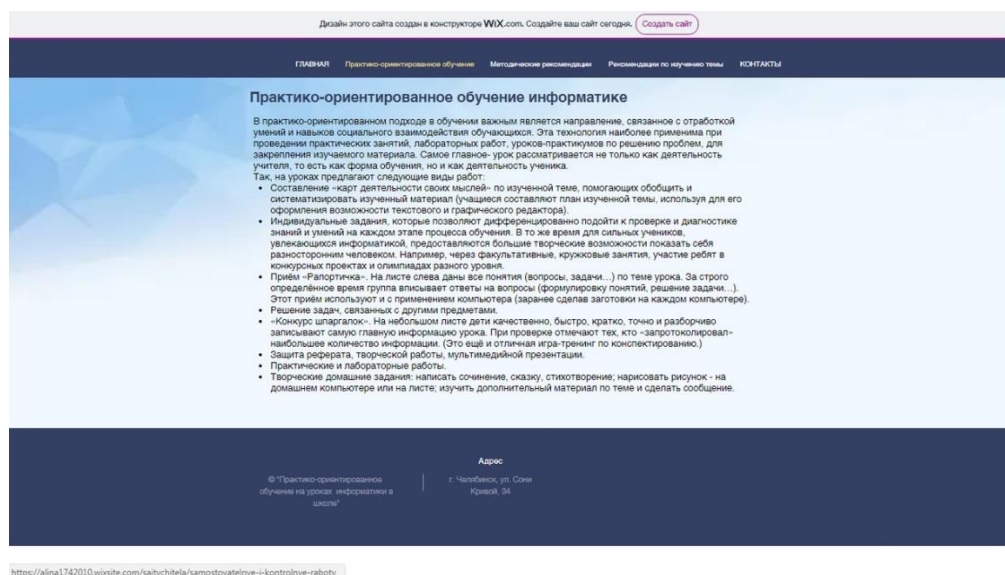 Дизайн этого сайта создан в конструкторе WiX.com. Создайте ваш сайт сегодня. Создать сайт
ГЛАВНАЯ Практико-ориентированное обучение Методические рекомендации Рекомендации по изучению темы КОНТАКТЫ
Практико-ориентированное обучение информатике
В практико-ориентированном подходе в обучении важным является направление, связанное с отработкой
умений и навыков социального взаимодействия обучающихся. Эта технология наиболее применима при
проведении практических занятий, лабораторных работ, уроков-практикумов по решению проблем, для
закрепления изучаемого материала. Самое главное- урок рассматривается не только как деятельность
учителя, то есть как форма обучения, но и как деятельность ученика.
Так, на уроках предлагают следующие виды работ:
• Составление «карт деятельности своих мыслей» по изученной теме, помогающих обобщить и
систематизировать изученный материал (учащиеся составляют план изученной темы, используя для его
оформления возможности текстового и графического редактора).
• Индивидуальные задания, которые позволяют дифференцированно подойти к проверке и диагностике
знаний и умений на каждом этапе процесса обучения. В то же время для сильных учеников,
увлекающихся информатикой, предоставляются большие творческие возможности показать себя
разносторонним человеком. Например, через факультативные, кружковые занятия, участие ребят в
конкурсных проектах и олимпиадах разного уровня.
• Приём «Рапортичка». На листе слева даны все понятия (вопросы, задачи…) по теме урока. За строго
определённое время группа вписывает ответы на вопросы (формулировку понятий, решение задачи…).
Этот приём используют и с применением компьютера (заранее сделав заготовки на каждом компьютере).
• Решение задач, связанных с другими предметами.
• «Конкурс шпаргалок». На небольшом листе дети качественно, быстро, кратко, точно и разборчиво
записывают самую главную информацию урока. При проверке отмечают тех, кто «запротоколировал»
наибольшее количество информации. (Это ещё и отличная игра-тренинг по конспектированию.)
• Защита реферата, творческой работы, мультимедийной презентации.
• Практические и лабораторные работы.
• Творческие домашние задания: написать сочинение, сказку, стихотворение; нарисовать рисунок - на
домашнем компьютере или на листе; изучить дополнительный материал по теме и сделать сообщение.
Адрес
© "Практико-ориентированное
обучение на уроках информатики в
школе"
г. Челябинск, ул. Сони
Кривой, 34
https://alina1742010.wixsite.com/saitychitela/samostoyatelnye-i-kontrolnye-raboty